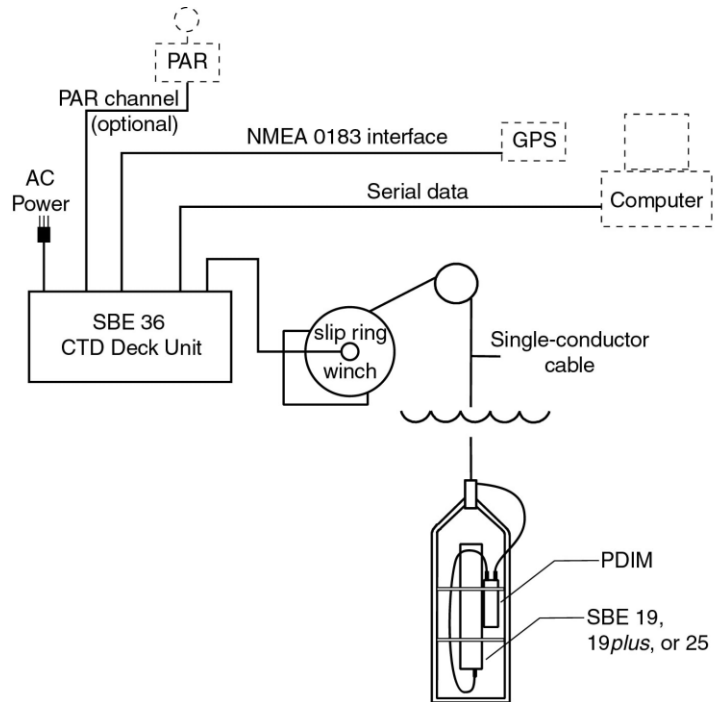 PAR
PAR channel
(optional)
NMEA 0183 interface
GPS
AC
Power
Serial data
Computer
SBE 36
CTD Deck Unit
slip ring
winch
Single-conductor
cable
PDIM
SBE 19,
19plus, or 25